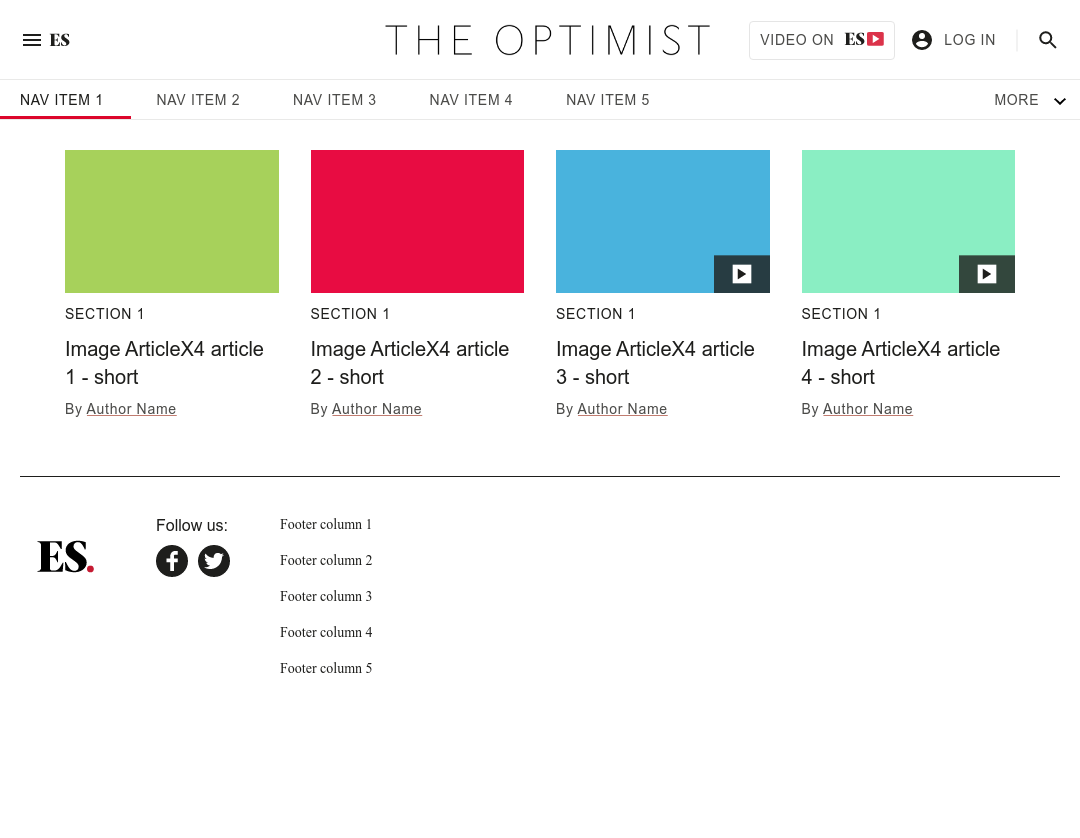 ES
THE OPTIMIST
VIDEO ON ES
LOG IN
NAV ITEM 1
NAV ITEM 2
NAV ITEM 3
NAV ITEM 4
NAV ITEM 5
MORE
SECTION 1
Image ArticleX4 article
1 - short
By Author Name
SECTION 1
Image ArticleX4 article
2 - short
By Author Name
SECTION 1
Image ArticleX4 article
3 - short
By Author Name
SECTION 1
Image ArticleX4 article
4 - short
By Author Name
ES.
Follow us:
Footer column 1
Footer column 2
Footer column 3
Footer column 4
Footer column 5